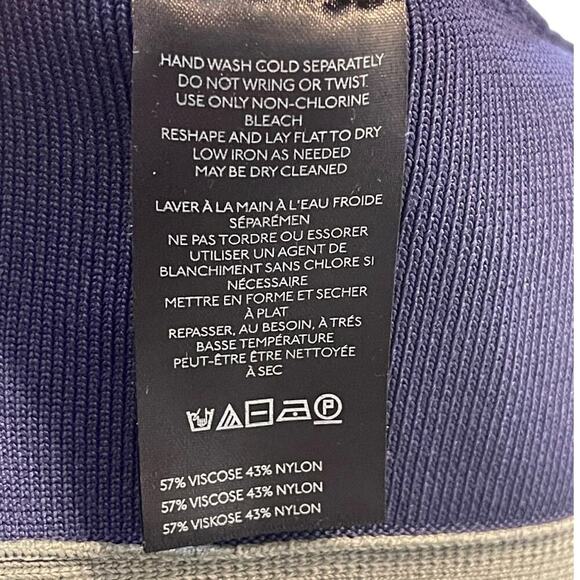 HAND WASH COLD SEPARATELY
DO NOT WRING OR TWIST
USE ONLY NON-CHLORINE
BLEACH
RESHAPE AND LAY FLAT TO DRY
LOW IRON AS NEEDED
MAY BE DRY CLEANED
LAVER À LA MAIN À L'EAU FROIDE
SÉPARÉMEN
NE PAS TORDRE OU ESSORER
UTILISER UN AGENT DE
BLANCHIMENT SANS CHLORE SI
NÉCESSAIRE
METTRE EN FORME ET SECHER
À PLAT
REPASSER, AU BESOIN, À TRÉS
BASSE TEMPÉRATURE
PEUT-ÊTRE ÊTRE NETTOYÉE
À SEC
P
57% VISCOSE 43% NYLON
57% VISCOSE 43% NYLON
57% VISKOSE 43% NYLON